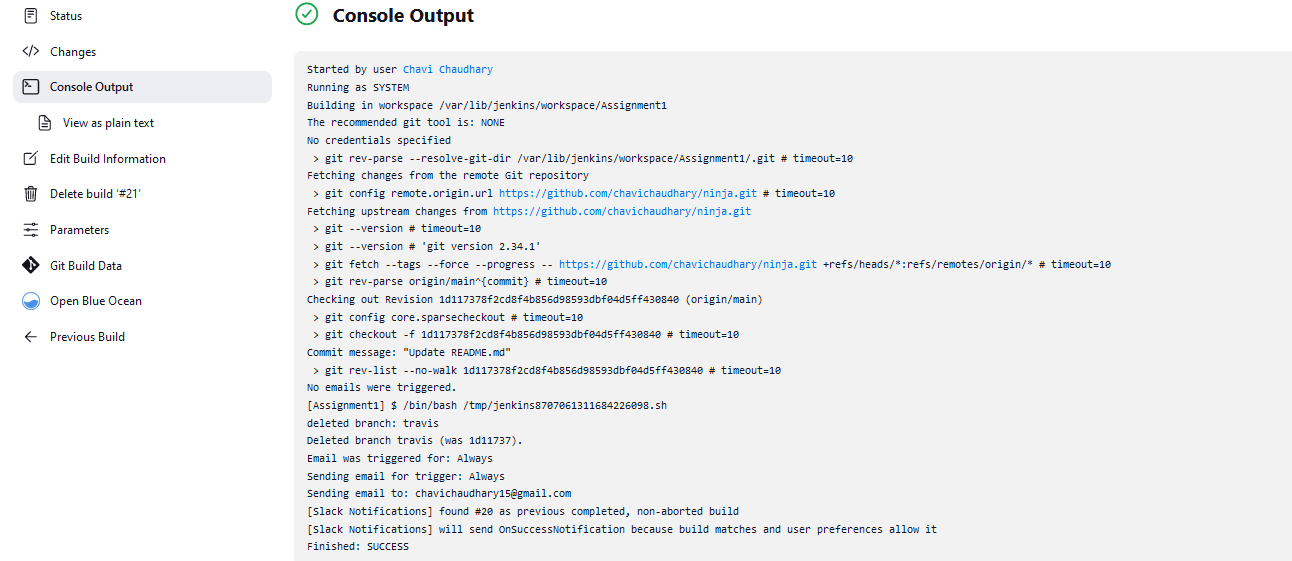 Status
Changes
Console Output
View as plain text
Edit Build Information
Delete build '#21'
Parameters
Git Build Data
Open Blue Ocean
Previous Build
Console Output
Started by user Chavi Chaudhary
Running as SYSTEM
Building in workspace /var/lib/jenkins/workspace/Assignment1
The recommended git tool is: NONE
No credentials specified
> git rev-parse --resolve-git-dir /var/lib/jenkins/workspace/Assignment1/.git # timeout=10
Fetching changes from the remote Git repository
> git config remote.origin.url https://github.com/chavichaudhary/ninja.git # timeout=10
Fetching upstream changes from https://github.com/chavichaudhary/ninja.git
> git --version # timeout=10
> git --version # 'git version 2.34.1'
> git fetch --tags --force --progress -- https://github.com/chavichaudhary/ninja.git +refs/heads/*:refs/remotes/origin/* # timeout=10
> git rev-parse origin/main^{commit} # timeout=10
Checking out Revision 1d117378f2cd8f4b856d98593dbf04d5ff430840 (origin/main)
> git config core.sparsecheckout # timeout=10
> git checkout -f 1d117378f2cd8f4b856d98593dbf04d5ff430840 # timeout=10
Commit message: "Update README.md"
> git rev-list --no-walk 1d117378f2cd8f4b856d98593dbf04d5ff430840 # timeout=10
No emails were triggered.
[Assignment1] $ /bin/bash /tmp/jenkins8707061311684226098.sh
deleted branch: travis
Deleted branch travis (was 1d11737).
Email was triggered for: Always
Sending email for trigger: Always
Sending email to: chavichaudhary15@gmail.com
[Slack Notifications] found #20 as previous completed, non-aborted build
[Slack Notifications] will send OnSuccessNotification because build matches and user preferences allow it
Finished: SUCCESS